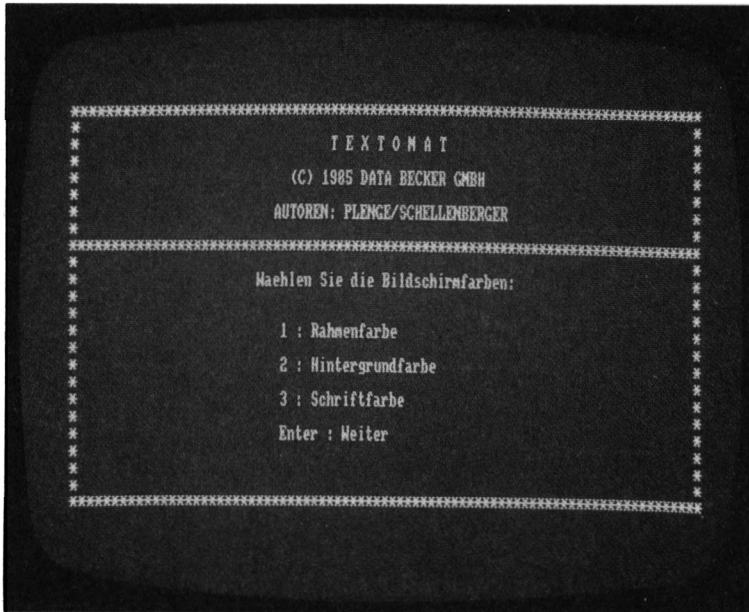 T E X T O M A T
(C) 1985 DATA BECKER GMBH
AUTOREN: PLENGE/SCHELLENBERGER
Waehlen Sie die Bildschirmfarben:
1 : Rahmenfarbe
2 : Hintergrundfarbe
3 : Schriftfarbe
Enter : Weiter